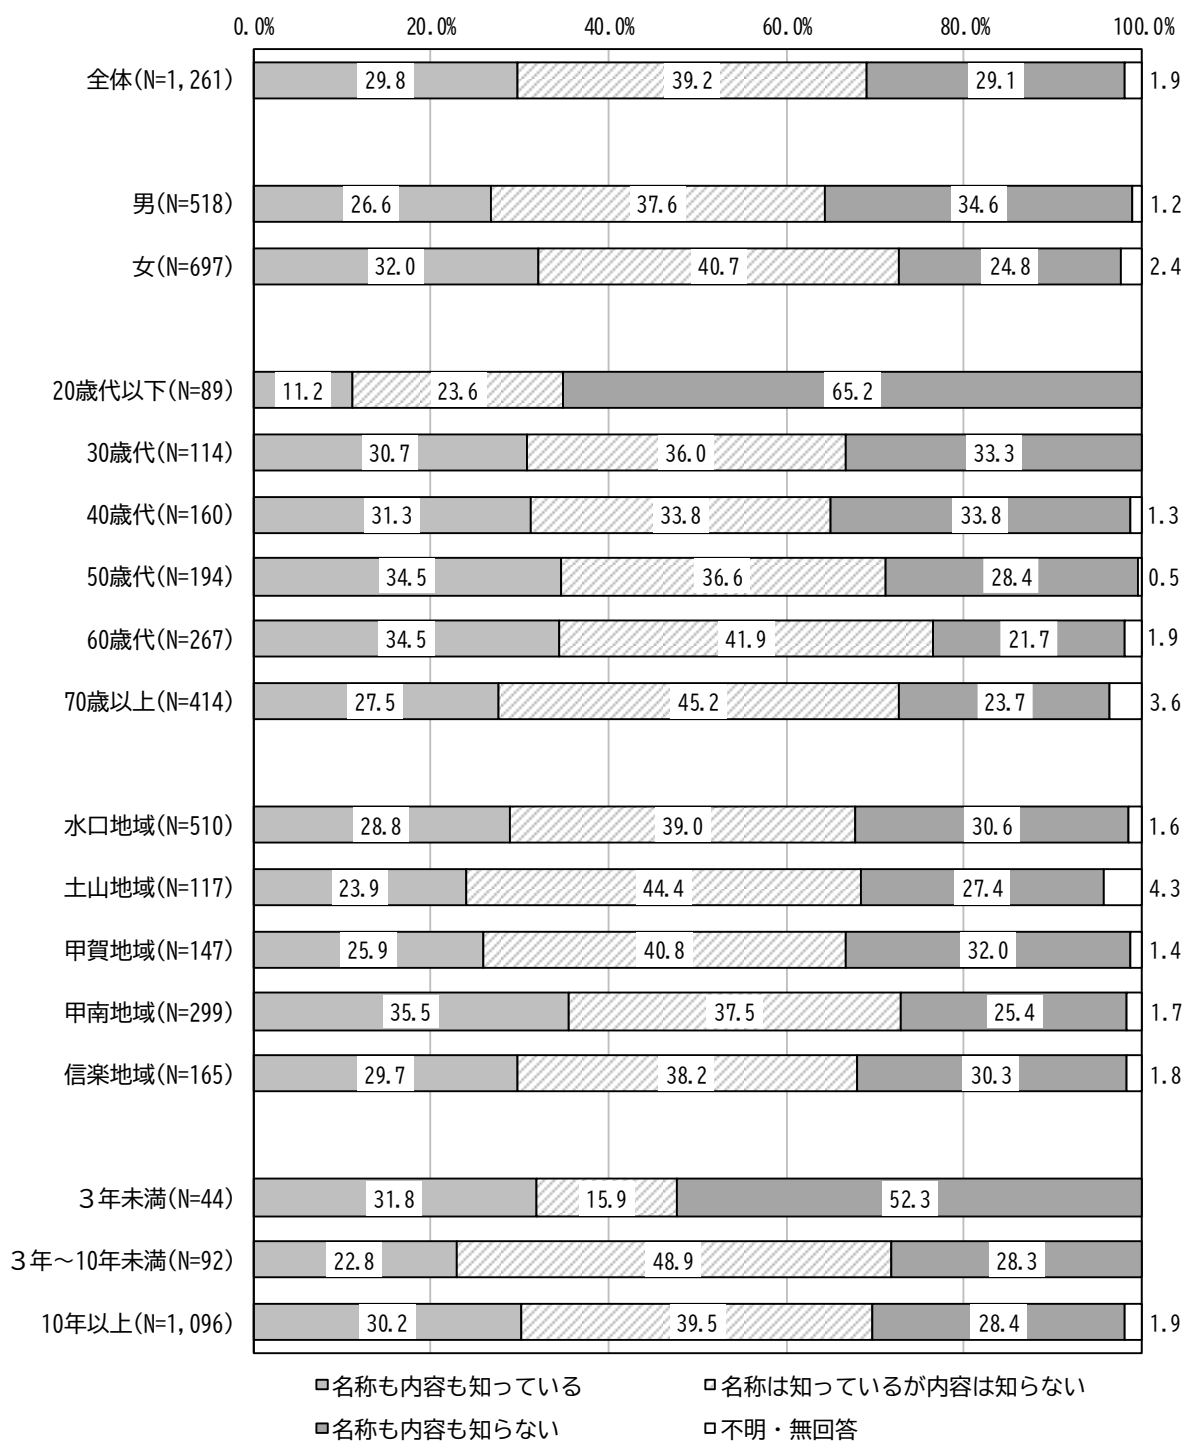 0.0% 20.0% 40.0% 60.0% 80.0% 100.0%
全体(N=1,261) 29.8 39.2 29.1 1.9
男(N=518) 26.6 37.6 34.6 1.2
女(N=697) 32.0 40.7 24.8 2.4
20歳代以下(N=89) 11.2 23.6 65.2
30歳代(N=114) 30.7 36.0 33.3
40歳代(N=160) 31.3 33.8 33.8 1.3
50歳代(N=194) 34.5 36.6 28.4 0.5
60歳代(N=267) 34.5 41.9 21.7 1.9
70歳以上(N=414) 27.5 45.2 23.7 3.6
水口地域(N=510) 28.8 39.0 30.6 1.6
土山地域(N=117) 23.9 44.4 27.4 4.3
甲賀地域(N=147) 25.9 40.8 32.0 1.4
甲南地域(N=299) 35.5 37.5 25.4 1.7
信楽地域(N=165) 29.7 38.2 30.3 1.8
３年未満(N=44) 31.8 15.9 52.3
３年～10年未満(N=92) 22.8 48.9 28.3
10年以上(N=1,096) 30.2 39.5 28.4 1.9
名称も内容も知っている 名称は知っているが内容は知らない
名称も内容も知らない 不明・無回答